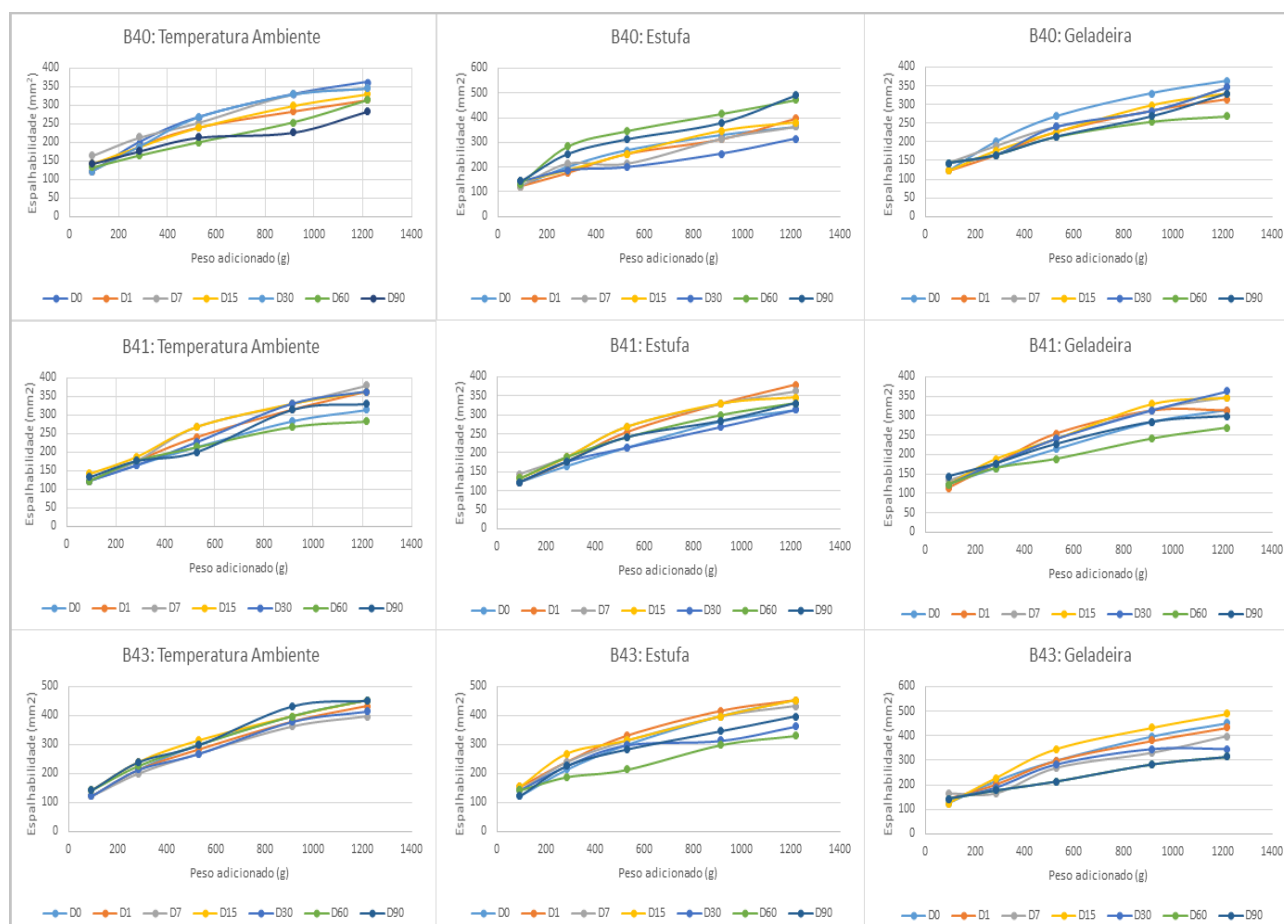 B40: Temperatura Ambiente
Espalhabilidade (mm²)
400
350
300
250
200
150
100
50
0
0 200 400 600 800 1000 1200 1400
Peso adicionado (g)
D0 D1 D7 D15 D30 D60 D90
B40: Estufa
Espalhabilidade (mm2)
600
500
400
300
200
100
0
0 200 400 600 800 1000 1200 1400
Peso adicionado (g)
D0 D1 D7 D15 D30 D60 D90
B40: Geladeira
Espalhabilidade (mm2)
400
350
300
250
200
150
100
50
0
0 200 400 600 800 1000 1200 1400
Peso adicionado (g)
D0 D1 D7 D15 D30 D60 D90
B41: Temperatura Ambiente
Espalhabilidade (mm2)
400
350
300
250
200
150
100
50
0
0 200 400 600 800 1000 1200 1400
Peso adicionado (g)
D0 D1 D7 D15 D30 D60 D90
B41: Estufa
Espalhabilidade (mm2)
400
350
300
250
200
150
100
50
0
0 200 400 600 800 1000 1200 1400
Peso adicionado (g)
D0 D1 D7 D15 D30 D60 D90
B41: Geladeira
Espalhabilidade (mm2)
400
350
300
250
200
150
100
50
0
0 200 400 600 800 1000 1200 1400
Peso adicionado (g)
D0 D1 D7 D15 D30 D60 D90
B43: Temperatura Ambiente
Espalhabilidade (mm2)
500
400
300
200
100
0
0 200 400 600 800 1000 1200 1400
Peso adicionado (g)
D0 D1 D7 D15 D30 D60 D90
B43: Estufa
Espalhabilidade (mm2)
500
400
300
200
100
0
0 200 400 600 800 1000 1200 1400
Peso adicionado (g)
D0 D1 D7 D15 D30 D60 D90
B43: Geladeira
Espalhabilidade (mm2)
600
500
400
300
200
100
0
0 200 400 600 800 1000 1200 1400
Peso adicionado (g)
D0 D1 D7 D15 D30 D60 D90